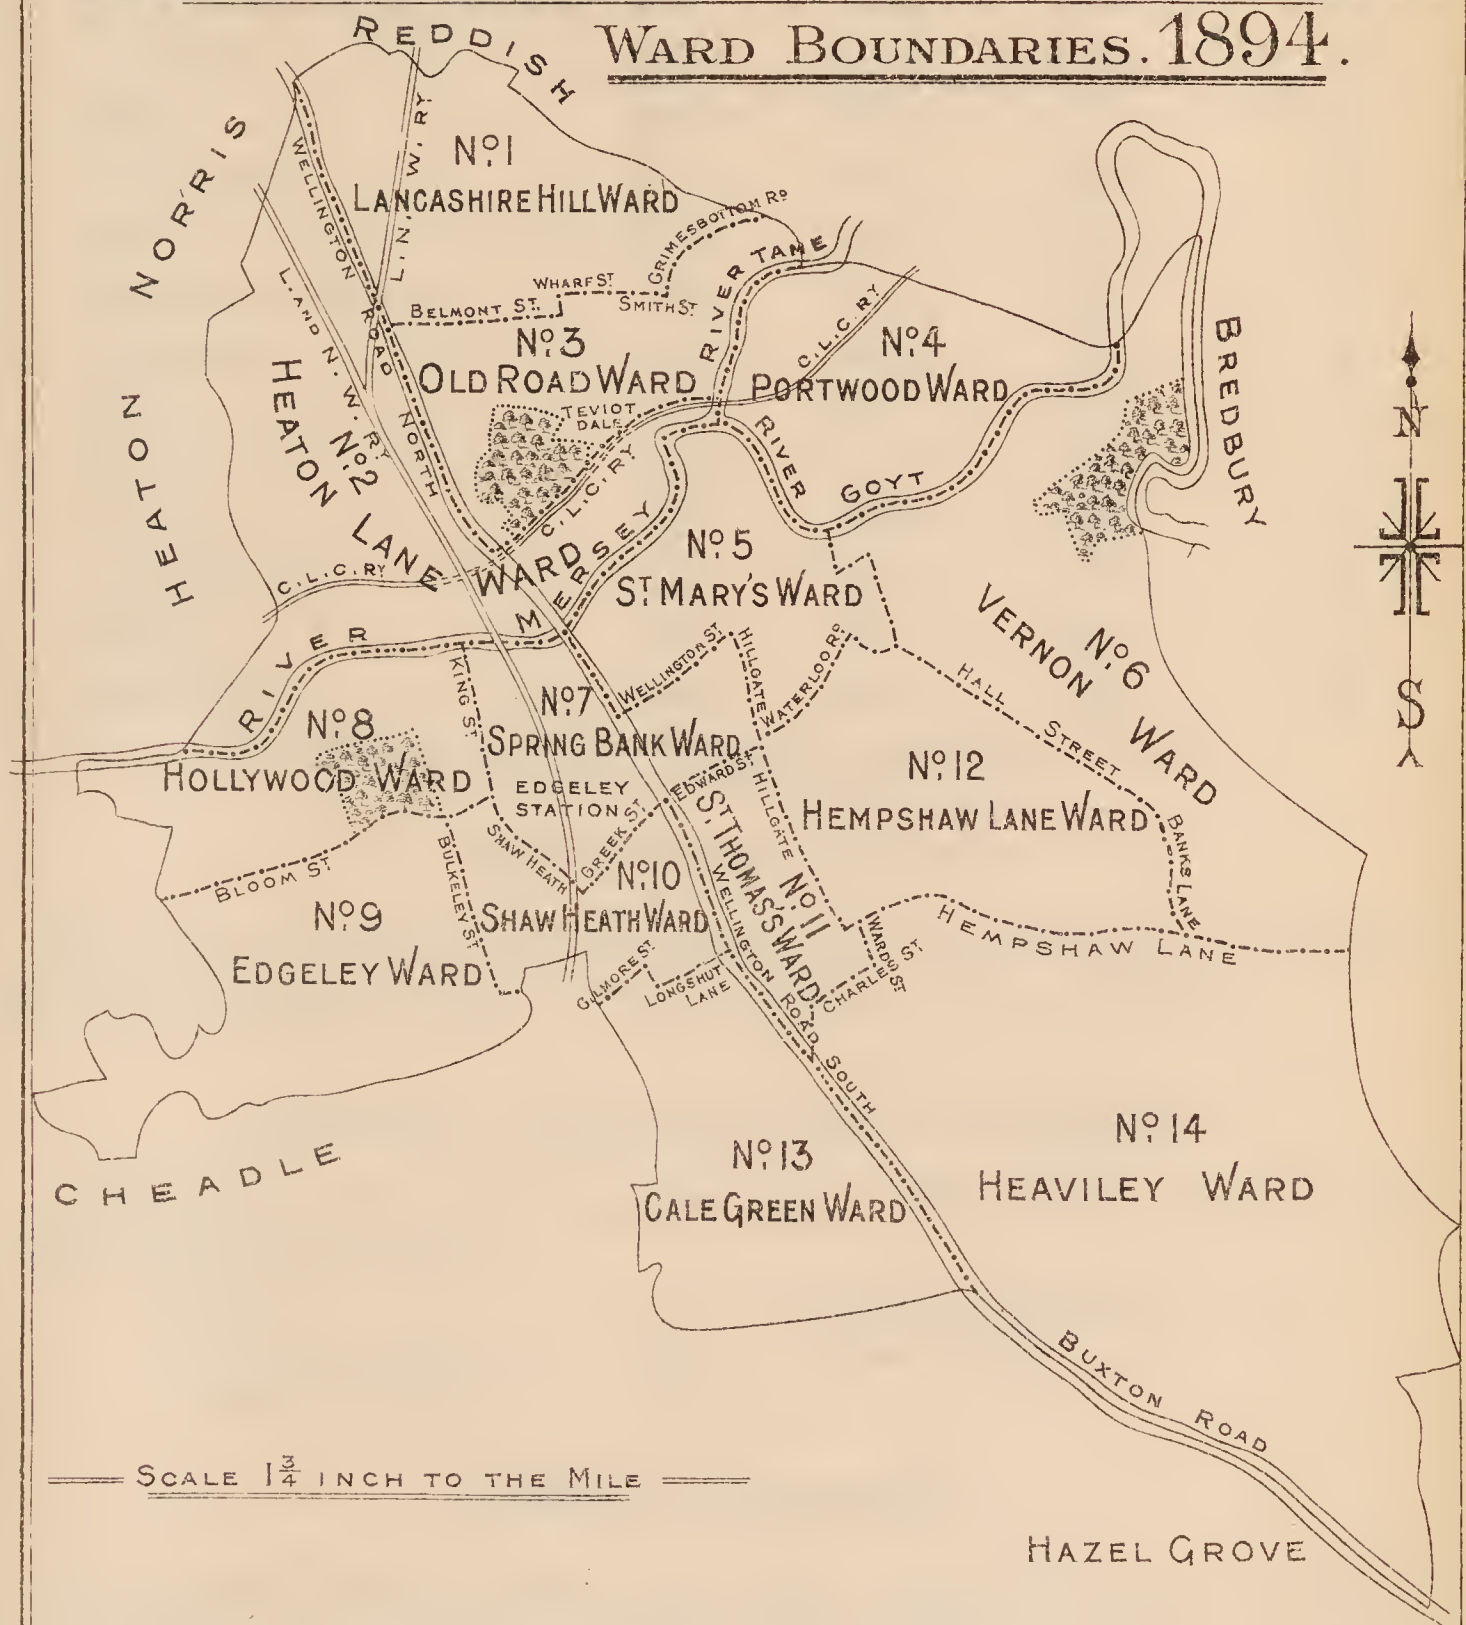 WARD BOUNDARIES. 1894.
REDDISH
HEATON NORRIS
No. 1
LANCASHIRE HILL WARD
L. N. W. RY
WELLINGTON ROAD NORTH
L. AND N. W. RY
GRIMESBOTTOM RD
WHARF ST.
SMITH ST.
BELMONT ST.
RIVER TAME
No. 3
OLD ROAD WARD
TEVIOT
DALE
C.L.C. RY
C.L.C. RY
No. 4
PORTWOOD WARD
BREDBURY
No. 2
HEATON LANE WARD
C.L.C. RY
RIVER MERSEY
RIVER GOYT
No. 5
ST. MARY'S WARD
No. 6
VERNON WARD
N
S
WELLINGTON ST
HILLGATE
WATERLOO RD
HALL STREET
KING ST
No. 7
SPRING BANK WARD
EDGELEY
STATION
No. 8
HOLLYWOOD WARD
EDWARD ST
HILLGATE
No. 12
HEMPSHAW LANE WARD
BANKS LANE
SHAW HEATH
GREEK ST
BLOOM ST
BULKELEY ST
No. 9
EDGELEY WARD
No. 10
SHAW HEATH WARD
No. 11
ST. THOMAS'S WARD
WELLINGTON ROAD SOUTH
GILMORE ST
LONGSHUT
LANE
WARDS ST
CHARLES ST.
HEMPSHAW LANE
CHEADLE
No. 13
CALE GREEN WARD
No. 14
HEAVILEY WARD
BUXTON ROAD
SCALE 1 3/4 INCH TO THE MILE
HAZEL GROVE